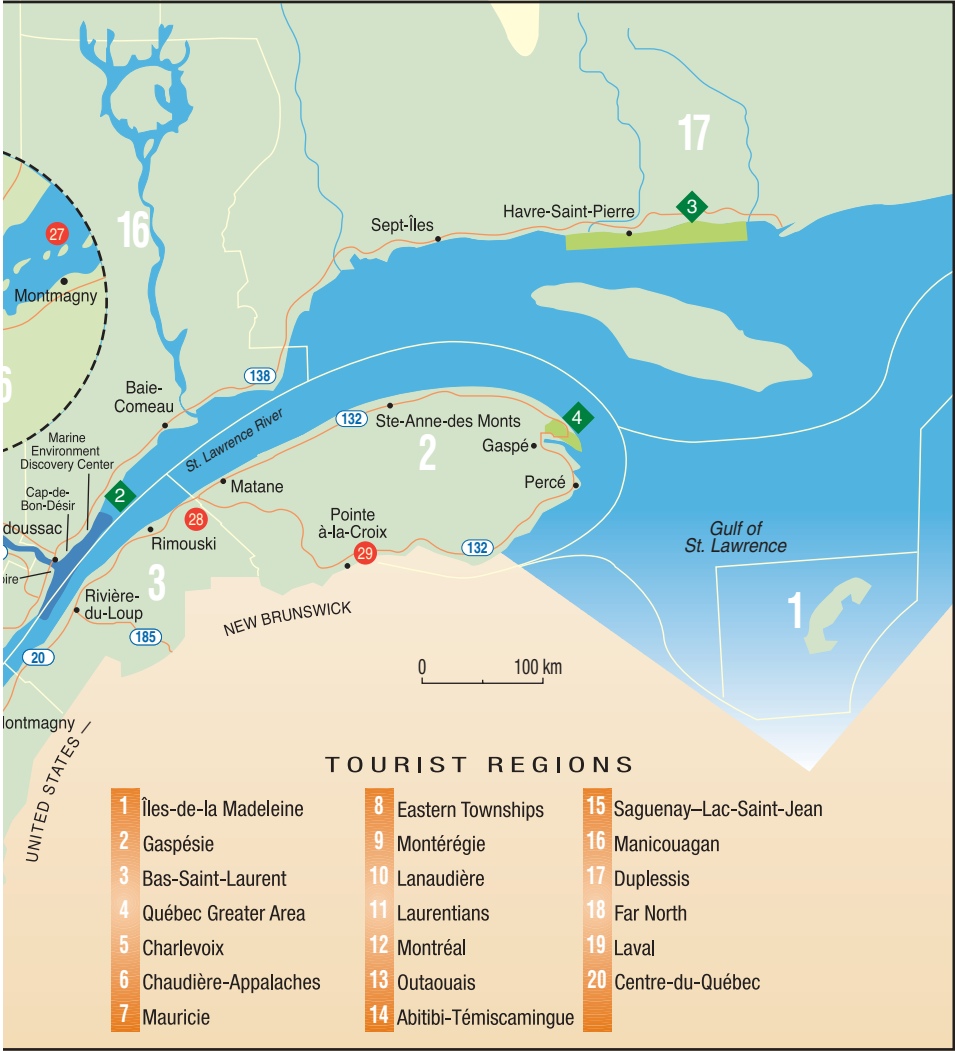 17
3
Havre-Saint-Pierre
Sept-Îles
16
27
Montmagny
6
138
Baie-
Comeau
132
Ste-Anne-des Monts
4
St. Lawrence River
2
Gaspé
Marine
Environment
Discovery Center
Percé
Matane
Cap-de-
Bon-Désir
2
Pointe
à-la-Croix
28
doussac
Rimouski
29
132
Gulf of
St. Lawrence
oire
3
Rivière-
du-Loup
1
NEW BRUNSWICK
185
20
0 100 km
lontmagny
UNITED STATES
TOURIST REGIONS
1 Îles-de-la Madeleine
2 Gaspésie
3 Bas-Saint-Laurent
4 Québec Greater Area
5 Charlevoix
6 Chaudière-Appalaches
7 Mauricie
8 Eastern Townships
9 Montérégie
10 Lanaudière
11 Laurentians
12 Montréal
13 Outaouais
14 Abitibi-Témiscamingue
15 Saguenay–Lac-Saint-Jean
16 Manicouagan
17 Duplessis
18 Far North
19 Laval
20 Centre-du-Québec